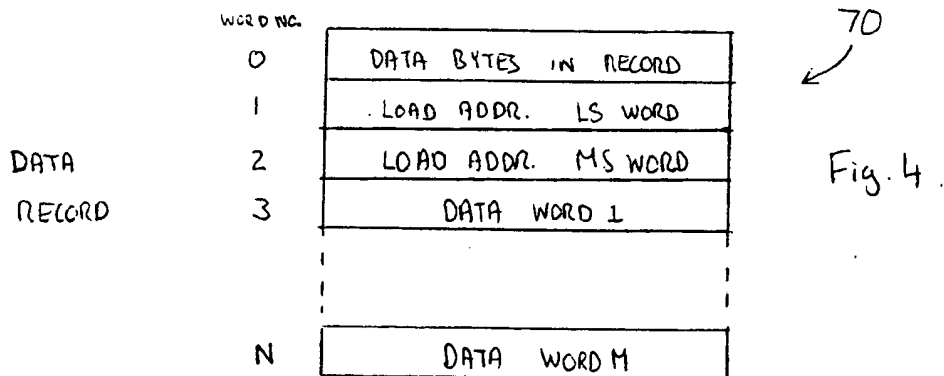 WORD NO.
70
0 DATA BYTES IN RECORD
1 LOAD ADDR. LS WORD
DATA 2 LOAD ADDR. MS WORD
Fig. 4.
RECORD 3 DATA WORD 1
N DATA WORD M